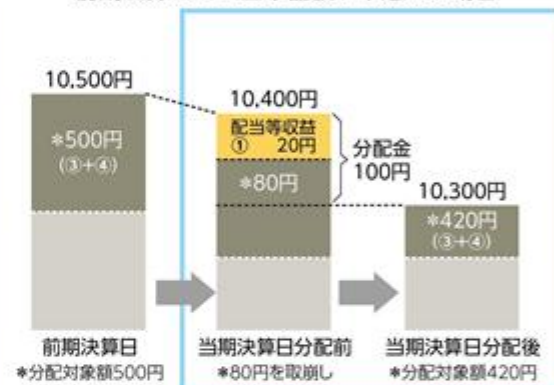 10,500円
*500円
(③+④)
10,400円
配当等収益
① 20円
*80円
分配金
100円
10,300円
*420円
(③+④)
前期決算日
*分配対象額500円
当期決算日分配前
*80円を取崩し
当期決算日分配後
*分配対象額420円